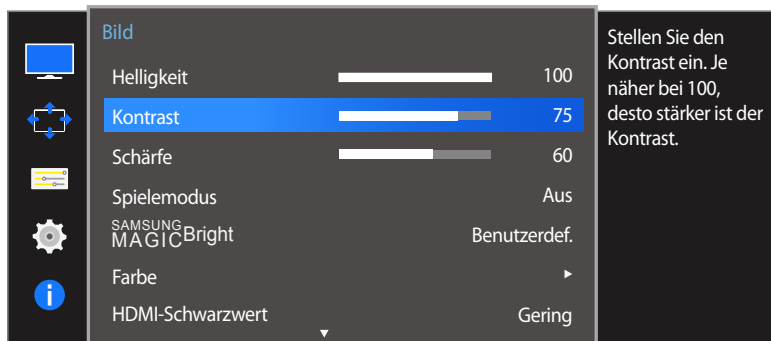 Bild
Helligkeit 100
Kontrast 75
Schärfe 60
Spielemodus Aus
SAMSUNG
MAGICBright Benutzerdef.
Farbe
HDMI-Schwarzwert Gering
Stellen Sie den
Kontrast ein. Je
näher bei 100,
desto stärker ist der
Kontrast.